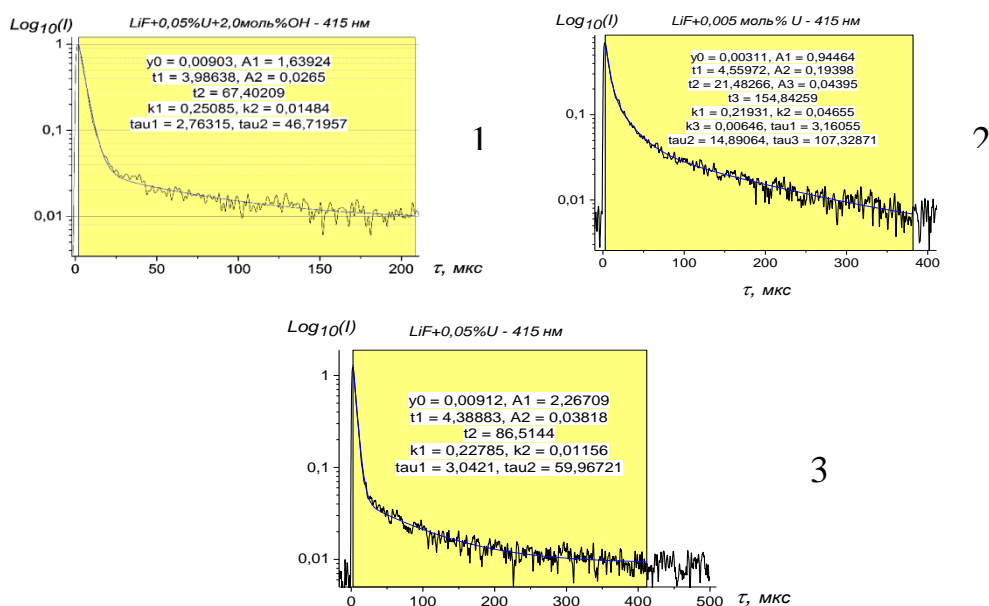 LiF+0,05%U+2,0моль%OH - 415 нм
Log10(I)
1
0,1
0,01
y0 = 0,00903, A1 = 1,63924
t1 = 3,98638, A2 = 0,0265
t2 = 67,40209
k1 = 0,25085, k2 = 0,01484
tau1 = 2,76315, tau2 = 46,71957
0 50 100 150 200
τ, мкс
1
LiF+0,005 моль% U - 415 нм
Log10(I)
1
0,1
0,01
y0 = 0,00311, A1 = 0,94464
t1 = 4,55972, A2 = 0,19398
t2 = 21,48266, A3 = 0,04395
t3 = 154,84259
k1 = 0,21931, k2 = 0,04655
k3 = 0,00646, tau1 = 3,16055
tau2 = 14,89064, tau3 = 107,32871
0 100 200 300 400
τ, мкс
2
Log10(I)
LiF+0,05%U - 415 нм
1
0,1
0,01
y0 = 0,00912, A1 = 2,26709
t1 = 4,38883, A2 = 0,03818
t2 = 86,5144
k1 = 0,22785, k2 = 0,01156
tau1 = 3,0421, tau2 = 59,96721
0 100 200 300 400 500
τ, мкс
3